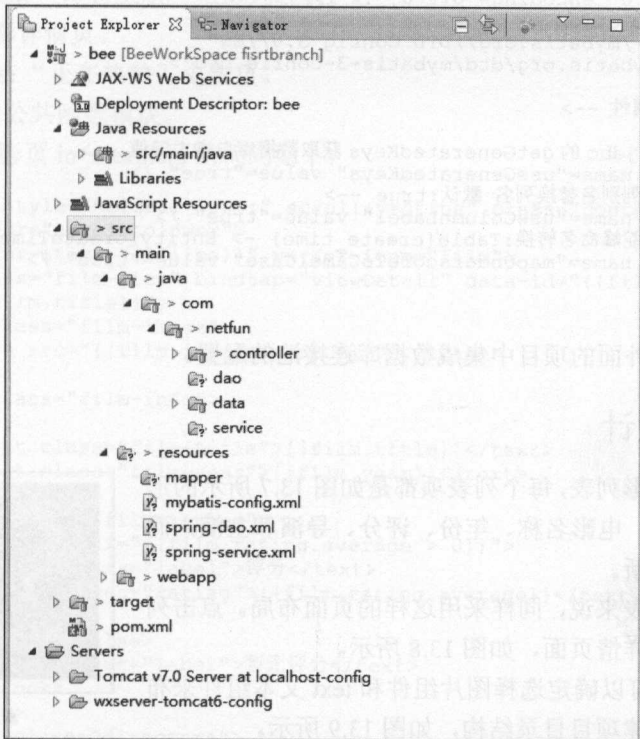 Project Explorer
Navigator
> bee [BeeWorkSpace fistbranch]
JAX-WS Web Services
Deployment Descriptor: bee
Java Resources
> src/main/java
Libraries
JavaScript Resources
> src
> main
> java
> com
> netfun
> controller
dao
> data
service
> resources
mapper
mybatis-config.xml
spring-dao.xml
spring-service.xml
> webapp
> target
> pom.xml
Servers
Tomcat v7.0 Server at localhost-config
wxserver-tomcat6-config